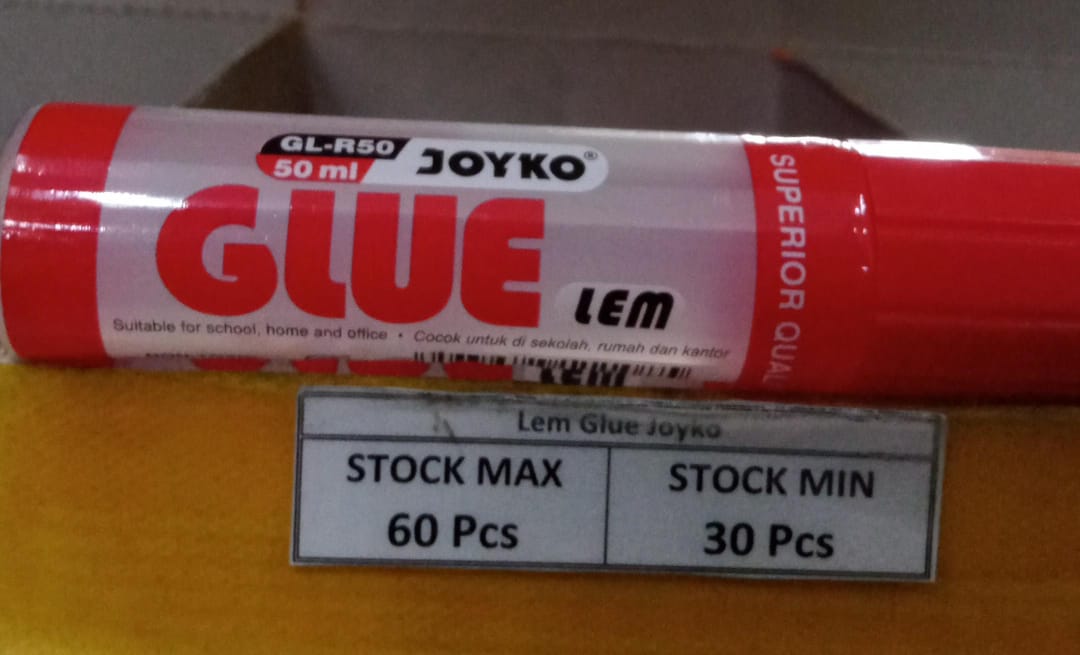 GL-R50
50 ml
JOYKO®
GLUE
LEM
Suitable for school, home and office • Cocok untuk di sekolah, rumah dan kantor
LEM
SUPERIOR QUAL
Lem Glue Joyko
STOCK MAX
60 Pcs
STOCK MIN
30 Pcs